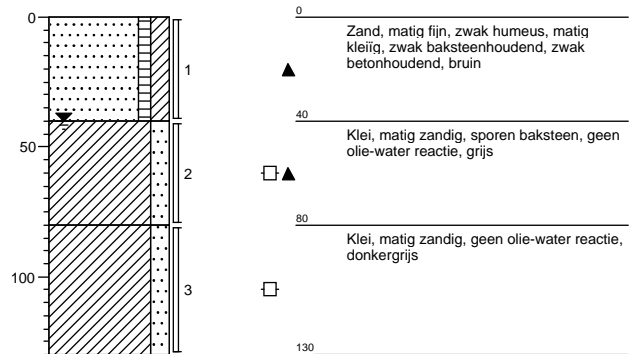 0
50
100
1
2
3
0
Zand, matig fijn, zwak humeus, matig
kleiïg, zwak baksteenhoudend, zwak
betonhoudend, bruin
40
Klei, matig zandig, sporen baksteen, geen
olie-water reactie, grijs
80
Klei, matig zandig, geen olie-water reactie,
donkergrijs
130